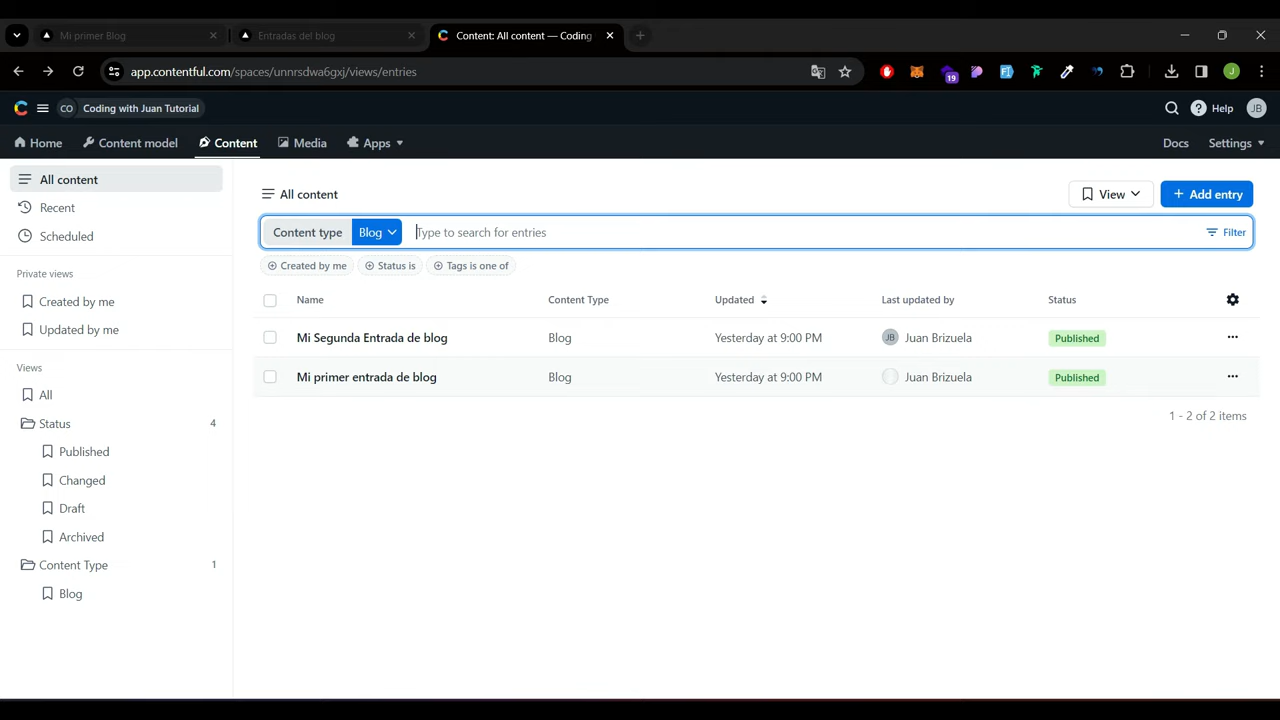 Mi primer Blog
Entradas del blog
Content: All content — Coding
app.contentful.com/spaces/unnrsdwa6gxj/views/entries
19
J
CO Coding with Juan Tutorial
Help JB
Home Content model Content Media Apps Docs Settings
All content
Recent
Scheduled
Private views
Created by me
Updated by me
Views
All
Status 4
Published
Changed
Draft
Archived
Content Type 1
Blog
All content View + Add entry
Content type Blog Type to search for entries Filter
Created by me Status is Tags is one of
Name Content Type Updated Last updated by Status
Mi Segunda Entrada de blog Blog Yesterday at 9:00 PM JB Juan Brizuela Published
Mi primer entrada de blog Blog Yesterday at 9:00 PM Juan Brizuela Published
1 - 2 of 2 items